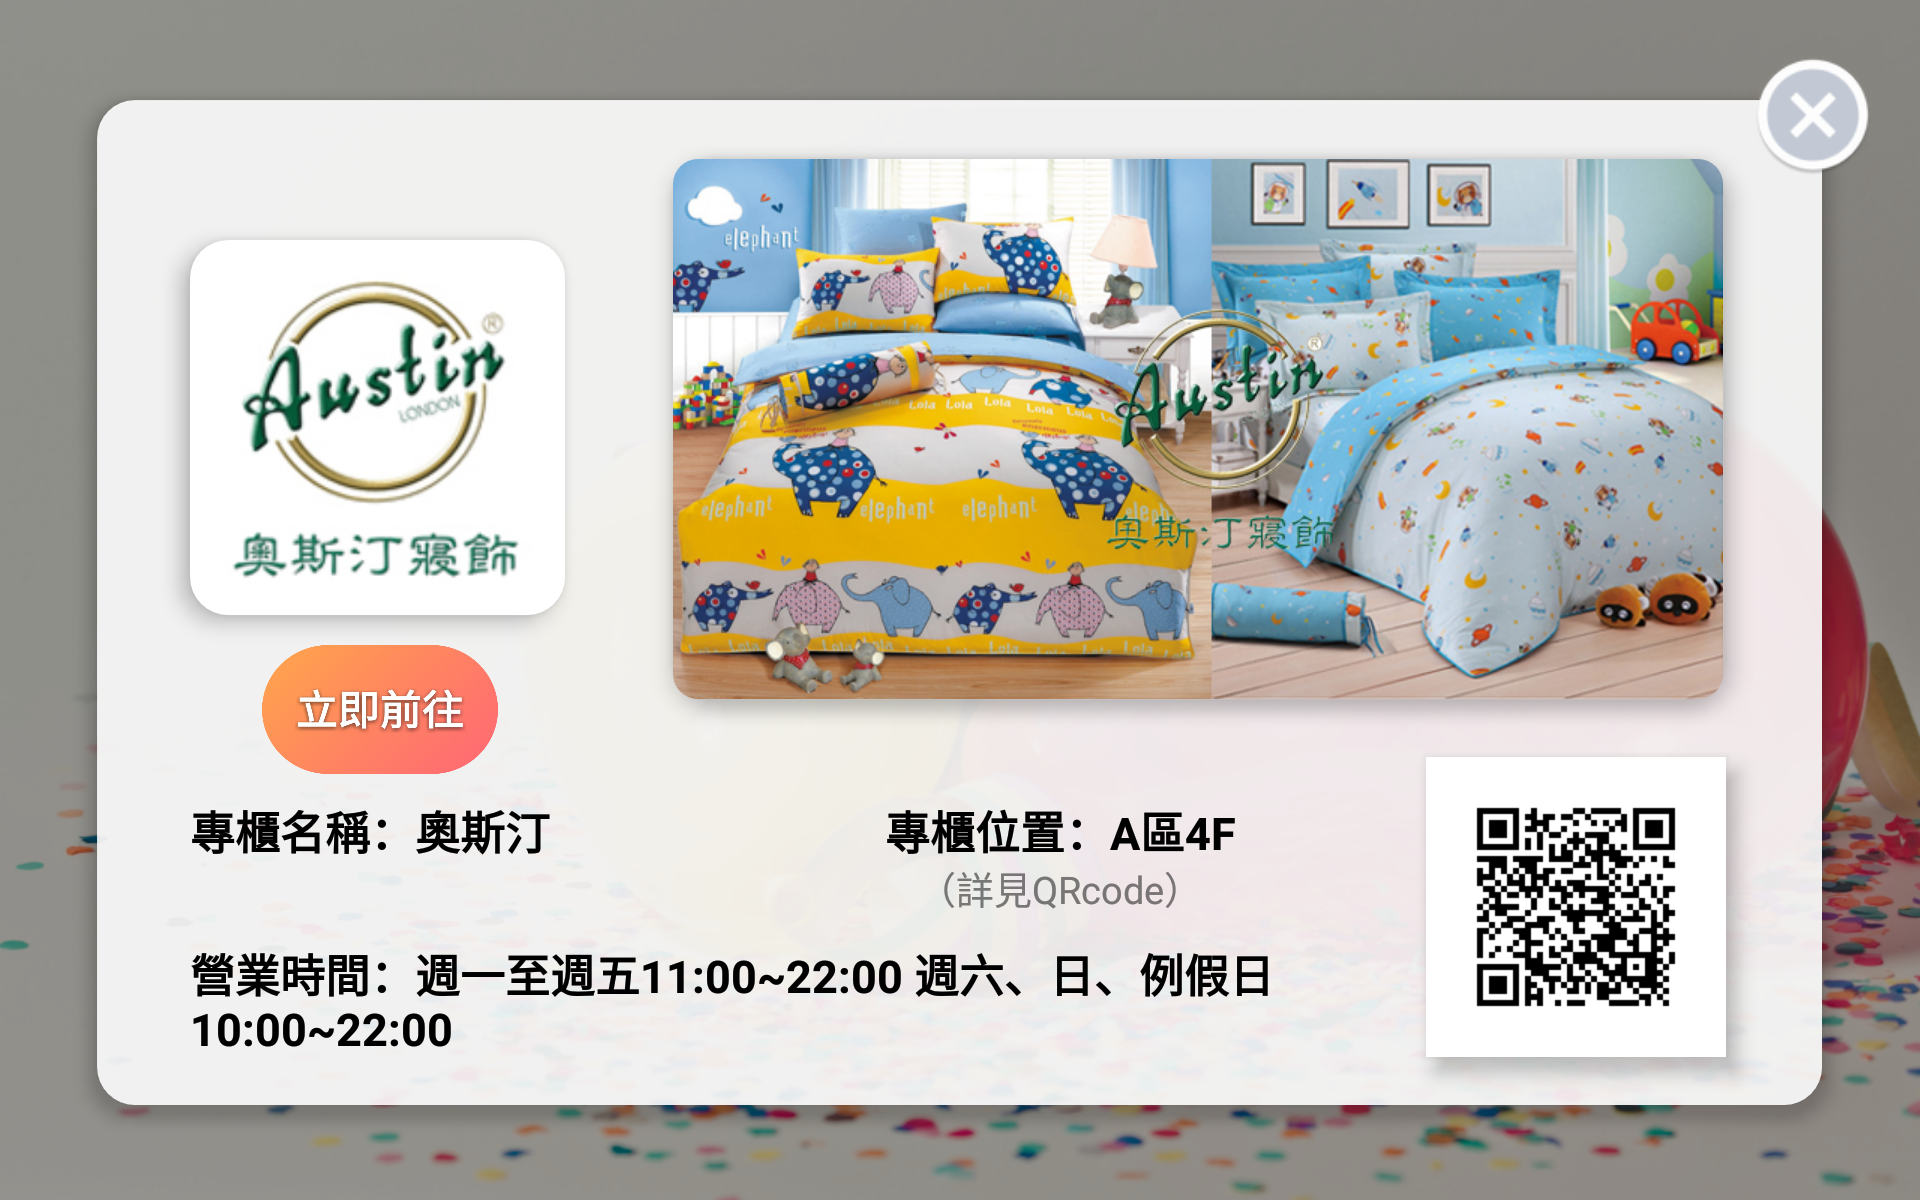 elephant
Austin
®
LONDON
奧斯汀寢飾
Lola Lola Lola Lola Lola
elephant elephant elephant elephant
Austin
®
奧斯汀寢飾
立即前往
專櫃名稱：奧斯汀
專櫃位置：A區4F
（詳見QRcode）
營業時間：週一至週五11:00~22:00 週六、日、例假日
10:00~22:00